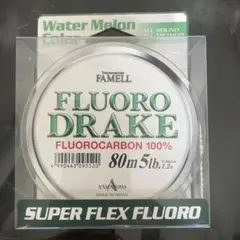 Water Melon
Color
FAMELL
FLUORO
DRAKE
FLUOROCARBON 100%
80m 5lb.
SUPER FLEX FLUORO